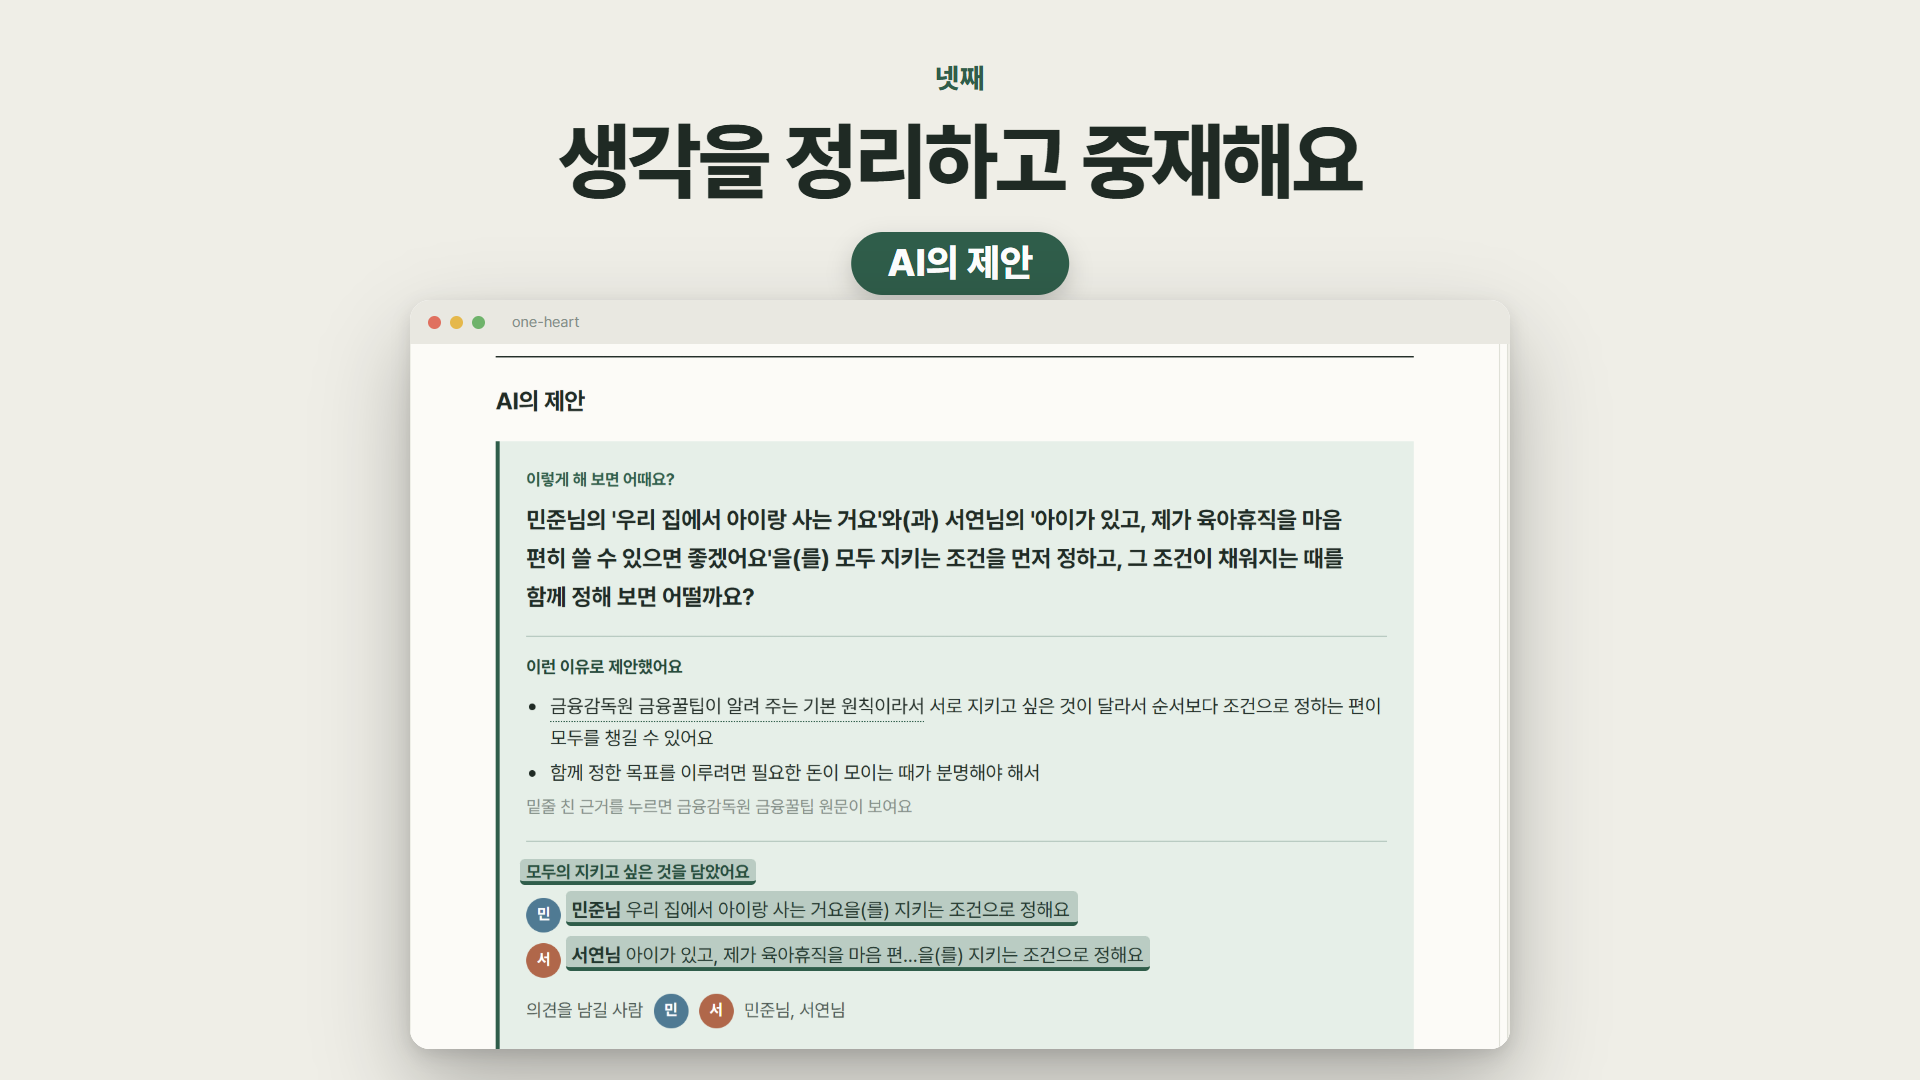 넷째
생각을 정리하고 중재해요
AI의 제안
one-heart
AI의 제안
이렇게 해 보면 어때요?
민준님의 '우리 집에서 아이랑 사는 거요'와(과) 서연님의 '아이가 있고, 제가 육아휴직을 마음
편히 쓸 수 있으면 좋겠어요'을(를) 모두 지키는 조건을 먼저 정하고, 그 조건이 채워지는 때를
함께 정해 보면 어떨까요?
이런 이유로 제안했어요
• 금융감독원 금융꿀팁이 알려 주는 기본 원칙이라서 서로 지키고 싶은 것이 달라서 순서보다 조건으로 정하는 편이
모두를 챙길 수 있어요
• 함께 정한 목표를 이루려면 필요한 돈이 모이는 때가 분명해야 해서
밑줄 친 근거를 누르면 금융감독원 금융꿀팁 원문이 보여요
모두의 지키고 싶은 것을 담았어요
민 민준님 우리 집에서 아이랑 사는 거요을(를) 지키는 조건으로 정해요
서 서연님 아이가 있고, 제가 육아휴직을 마음 편…을(를) 지키는 조건으로 정해요
의견을 남길 사람 민 서 민준님, 서연님